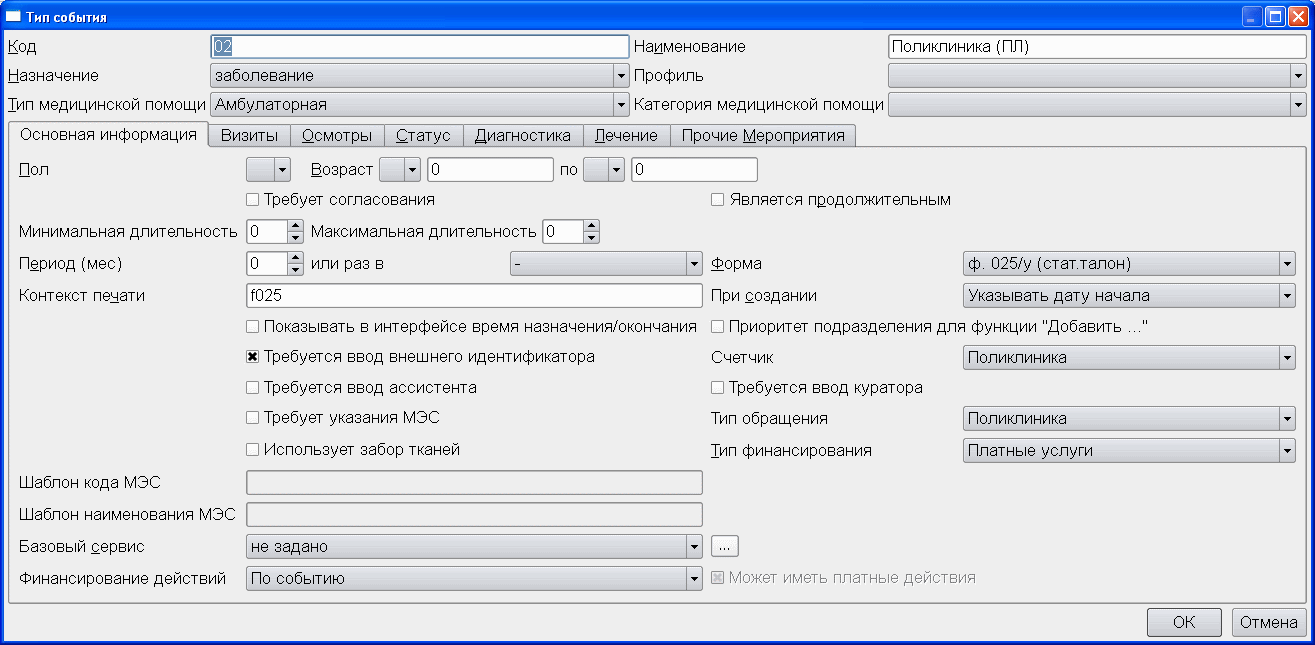 Тип события
Код 02 Наименование Поликлиника (ПЛ)
Назначение заболевание Профиль
Тип медицинской помощи Амбулаторная Категория медицинской помощи
Основная информация Визиты Осмотры Статус Диагностика Лечение Прочие Мероприятия
Пол Возраст 0 по 0
Требует согласования Является продолжительным
Минимальная длительность 0 Максимальная длительность 0
Период (мес) 0 или раз в - Форма ф. 025/у (стат.талон)
Контекст печати f025 При создании Указывать дату начала
Показывать в интерфейсе время назначения/окончания Приоритет подразделения для функции "Добавить ..."
Требуется ввод внешнего идентификатора Счетчик Поликлиника
Требуется ввод ассистента Требуется ввод куратора
Требует указания МЭС Тип обращения Поликлиника
Использует забор тканей Тип финансирования Платные услуги
Шаблон кода МЭС
Шаблон наименования МЭС
Базовый сервис не задано ...
Финансирование действий По событию Может иметь платные действия
ОК Отмена